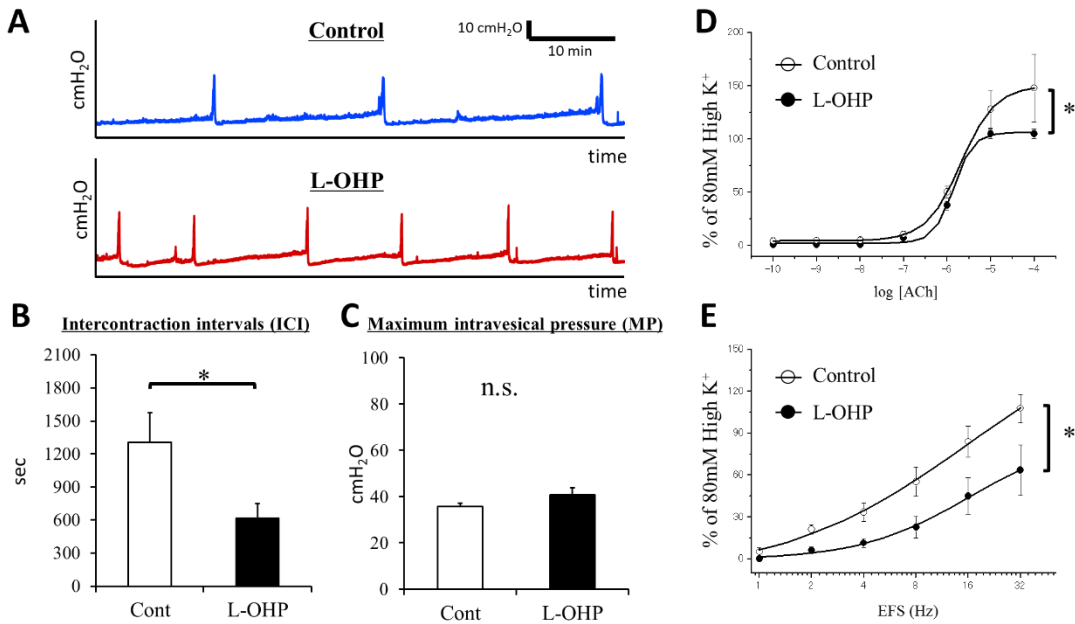 A
Control
10 cmH₂O
10 min
cmH₂O
time
L-OHP
cmH₂O
time
B
Intercontraction intervals (ICI)
2100
1800
1500
1200
900
600
300
0
sec
*
Cont
L-OHP
C
Maximum intravesical pressure (MP)
100
80
60
40
20
0
cmH₂O
n.s.
Cont
L-OHP
D
200
150
100
50
0
% of 80mM High K⁺
Control
L-OHP
*
−10 −9 −8 −7 −6 −5 −4
log [ACh]
E
150
120
90
60
30
0
% of 80mM High K⁺
Control
L-OHP
*
1 2 4 8 16 32
EFS (Hz)